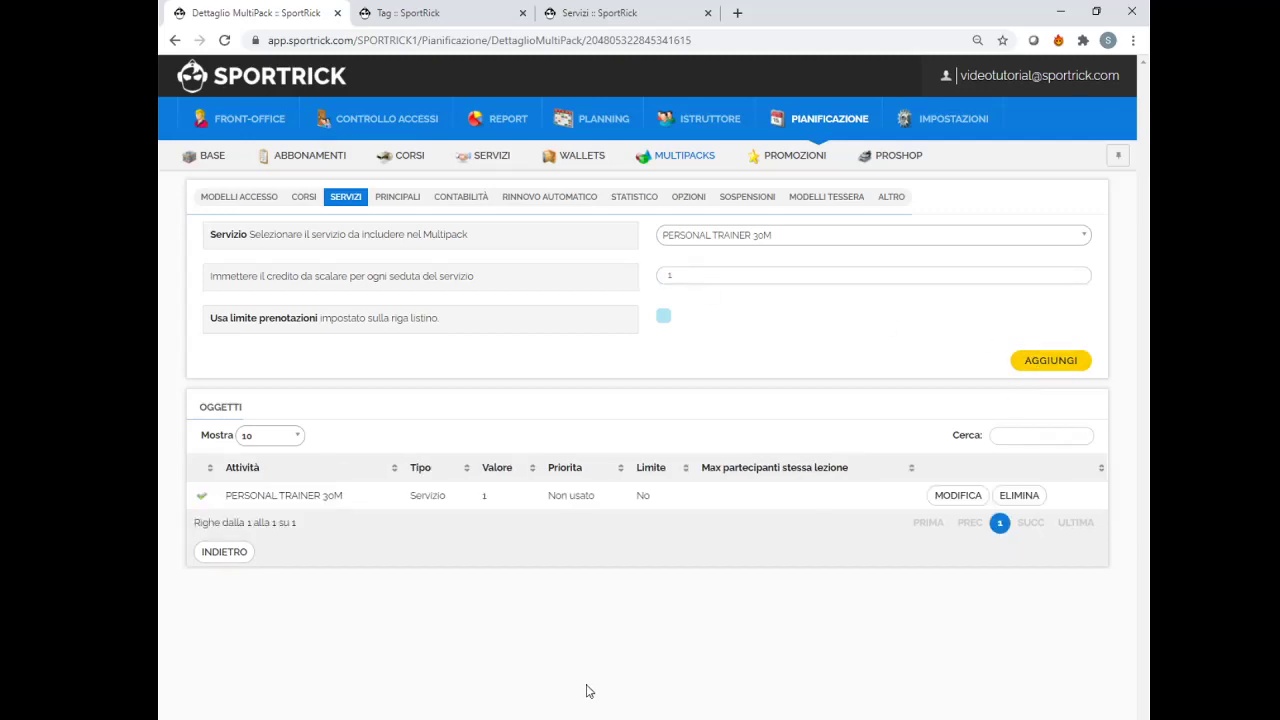 Dettaglio MultiPack :: SportRick
Tag :: SportRick
Servizi :: SportRick
app.sportrick.com/SPORTRICK1/Pianificazione/DettaglioMultiPack/204805322845341615
S
SPORTRICK
videotutorial@sportrick.com
FRONT-OFFICE
CONTROLLO ACCESSI
REPORT
PLANNING
ISTRUTTORE
PIANIFICAZIONE
IMPOSTAZIONI
BASE
ABBONAMENTI
CORSI
SERVIZI
WALLETS
MULTIPACKS
PROMOZIONI
PROSHOP
MODELLI ACCESSO
CORSI
SERVIZI
PRINCIPALI
CONTABILITÀ
RINNOVO AUTOMATICO
STATISTICO
OPZIONI
SOSPENSIONI
MODELLI TESSERA
ALTRO
Servizio Selezionare il servizio da includere nel Multipack
PERSONAL TRAINER 30M
Immettere il credito da scalare per ogni seduta del servizio
1
Usa limite prenotazioni impostato sulla riga listino.
AGGIUNGI
OGGETTI
Mostra 10
Cerca:
Attività Tipo Valore Priorita Limite Max partecipanti stessa lezione
PERSONAL TRAINER 30M Servizio 1 Non usato No MODIFICA ELIMINA
Righe dalla 1 alla 1 su 1
PRIMA PREC 1 SUCC ULTIMA
INDIETRO